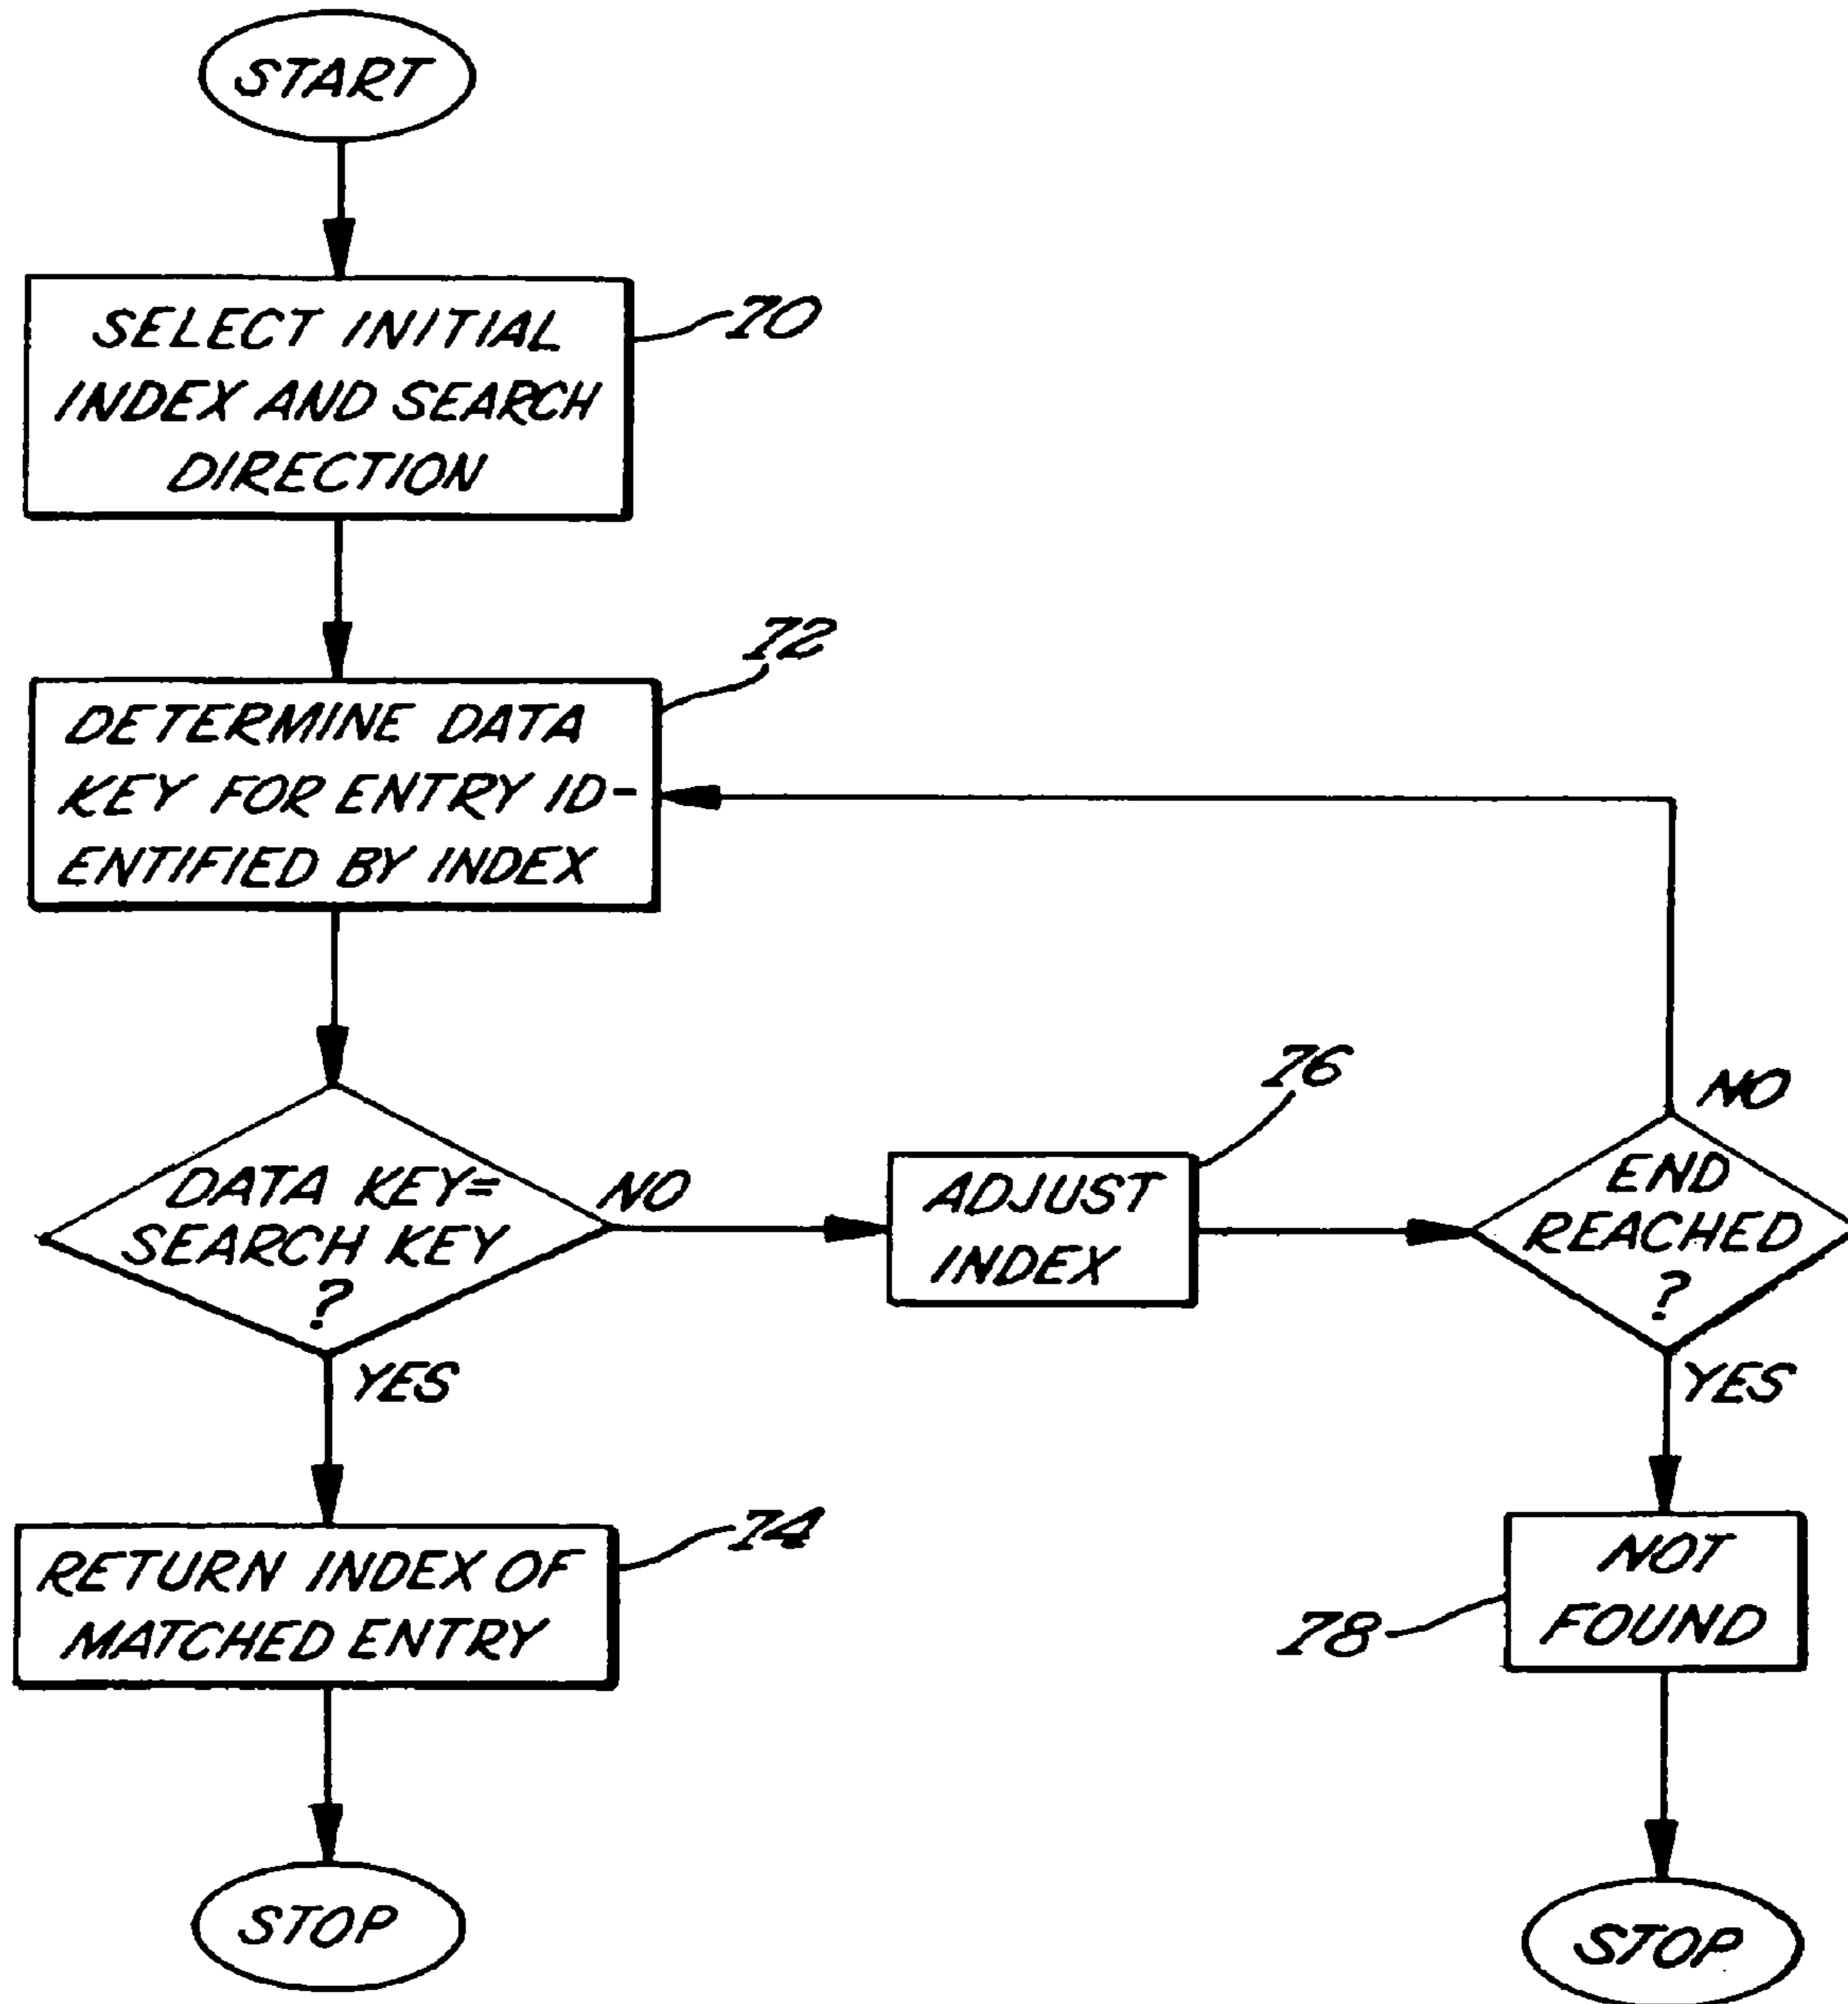 START
SELECT INITIAL
INDEX AND SEARCH
DIRECTION
70
DETERMINE DATA
KEY FOR ENTRY ID-
ENTIFIED BY INDEX
72
DATA KEY=
SEARCH KEY
?
NO
YES
ADJUST
INDEX
76
END
REACHED
?
NO
YES
RETURN INDEX OF
MATCHED ENTRY
74
NOT
FOUND
78
STOP
STOP